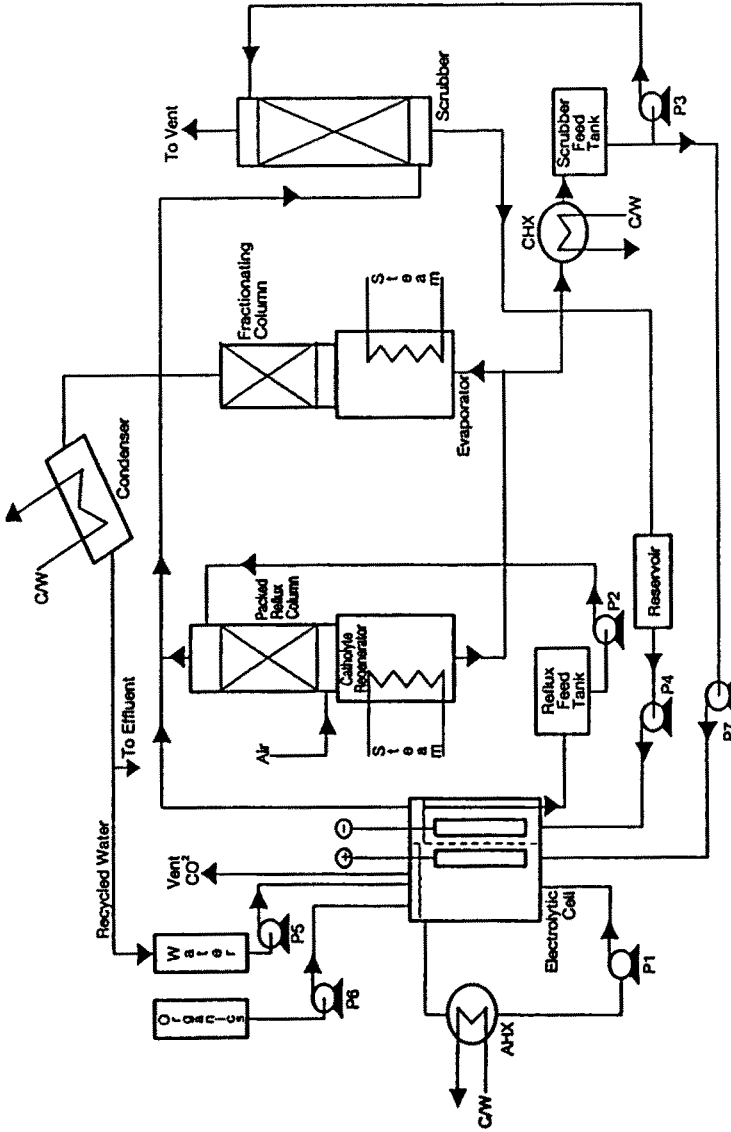 C/W
Condenser
Recycled Water
To Effluent
To Vent
Scrubber
Fractionating
Column
Steam
Evaporator
Packed
Reflux
Column
Catholyte
Regenerator
Air
Steam
Vent
CO²
Water
P5
Organics
P6
Electrolytic
Cell
+
-
AHX
C/W
P1
Reflux
Feed
Tank
P2
Reservoir
P4
P7
CHX
C/W
Scrubber
Feed
Tank
P3